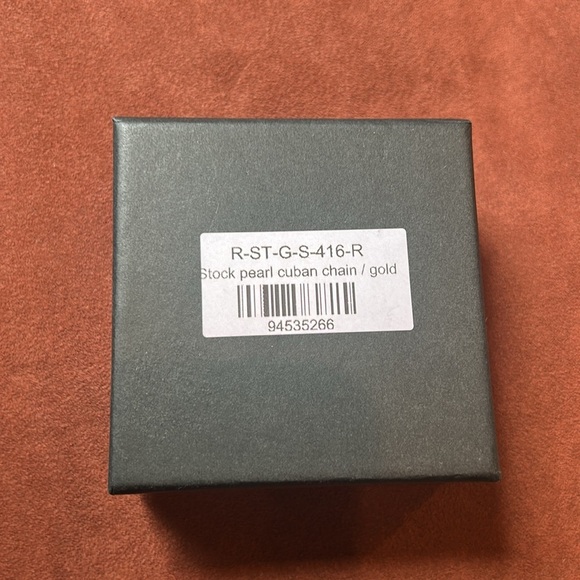 R-ST-G-S-416-R
Stock pearl cuban chain / gold
94535266